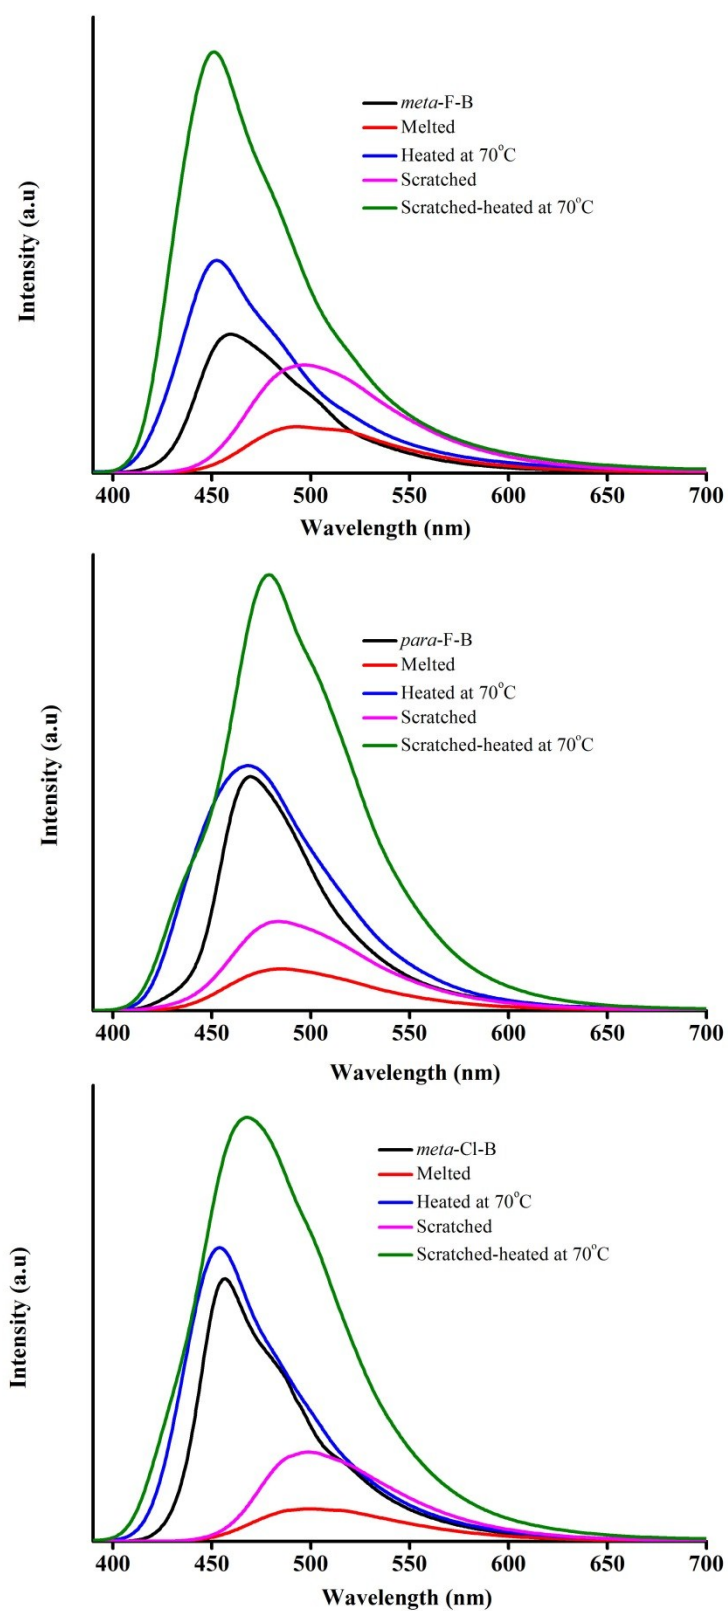 Intensity (a.u)
meta-F-B
Melted
Heated at 70°C
Scratched
Scratched-heated at 70°C
400 450 500 550 600 650 700
Wavelength (nm)
Intensity (a.u)
para-F-B
Melted
Heated at 70°C
Scratched
Scratched-heated at 70°C
400 450 500 550 600 650 700
Wavelength (nm)
Intensity (a.u)
meta-Cl-B
Melted
Heated at 70°C
Scratched
Scratched-heated at 70°C
400 450 500 550 600 650 700
Wavelength (nm)